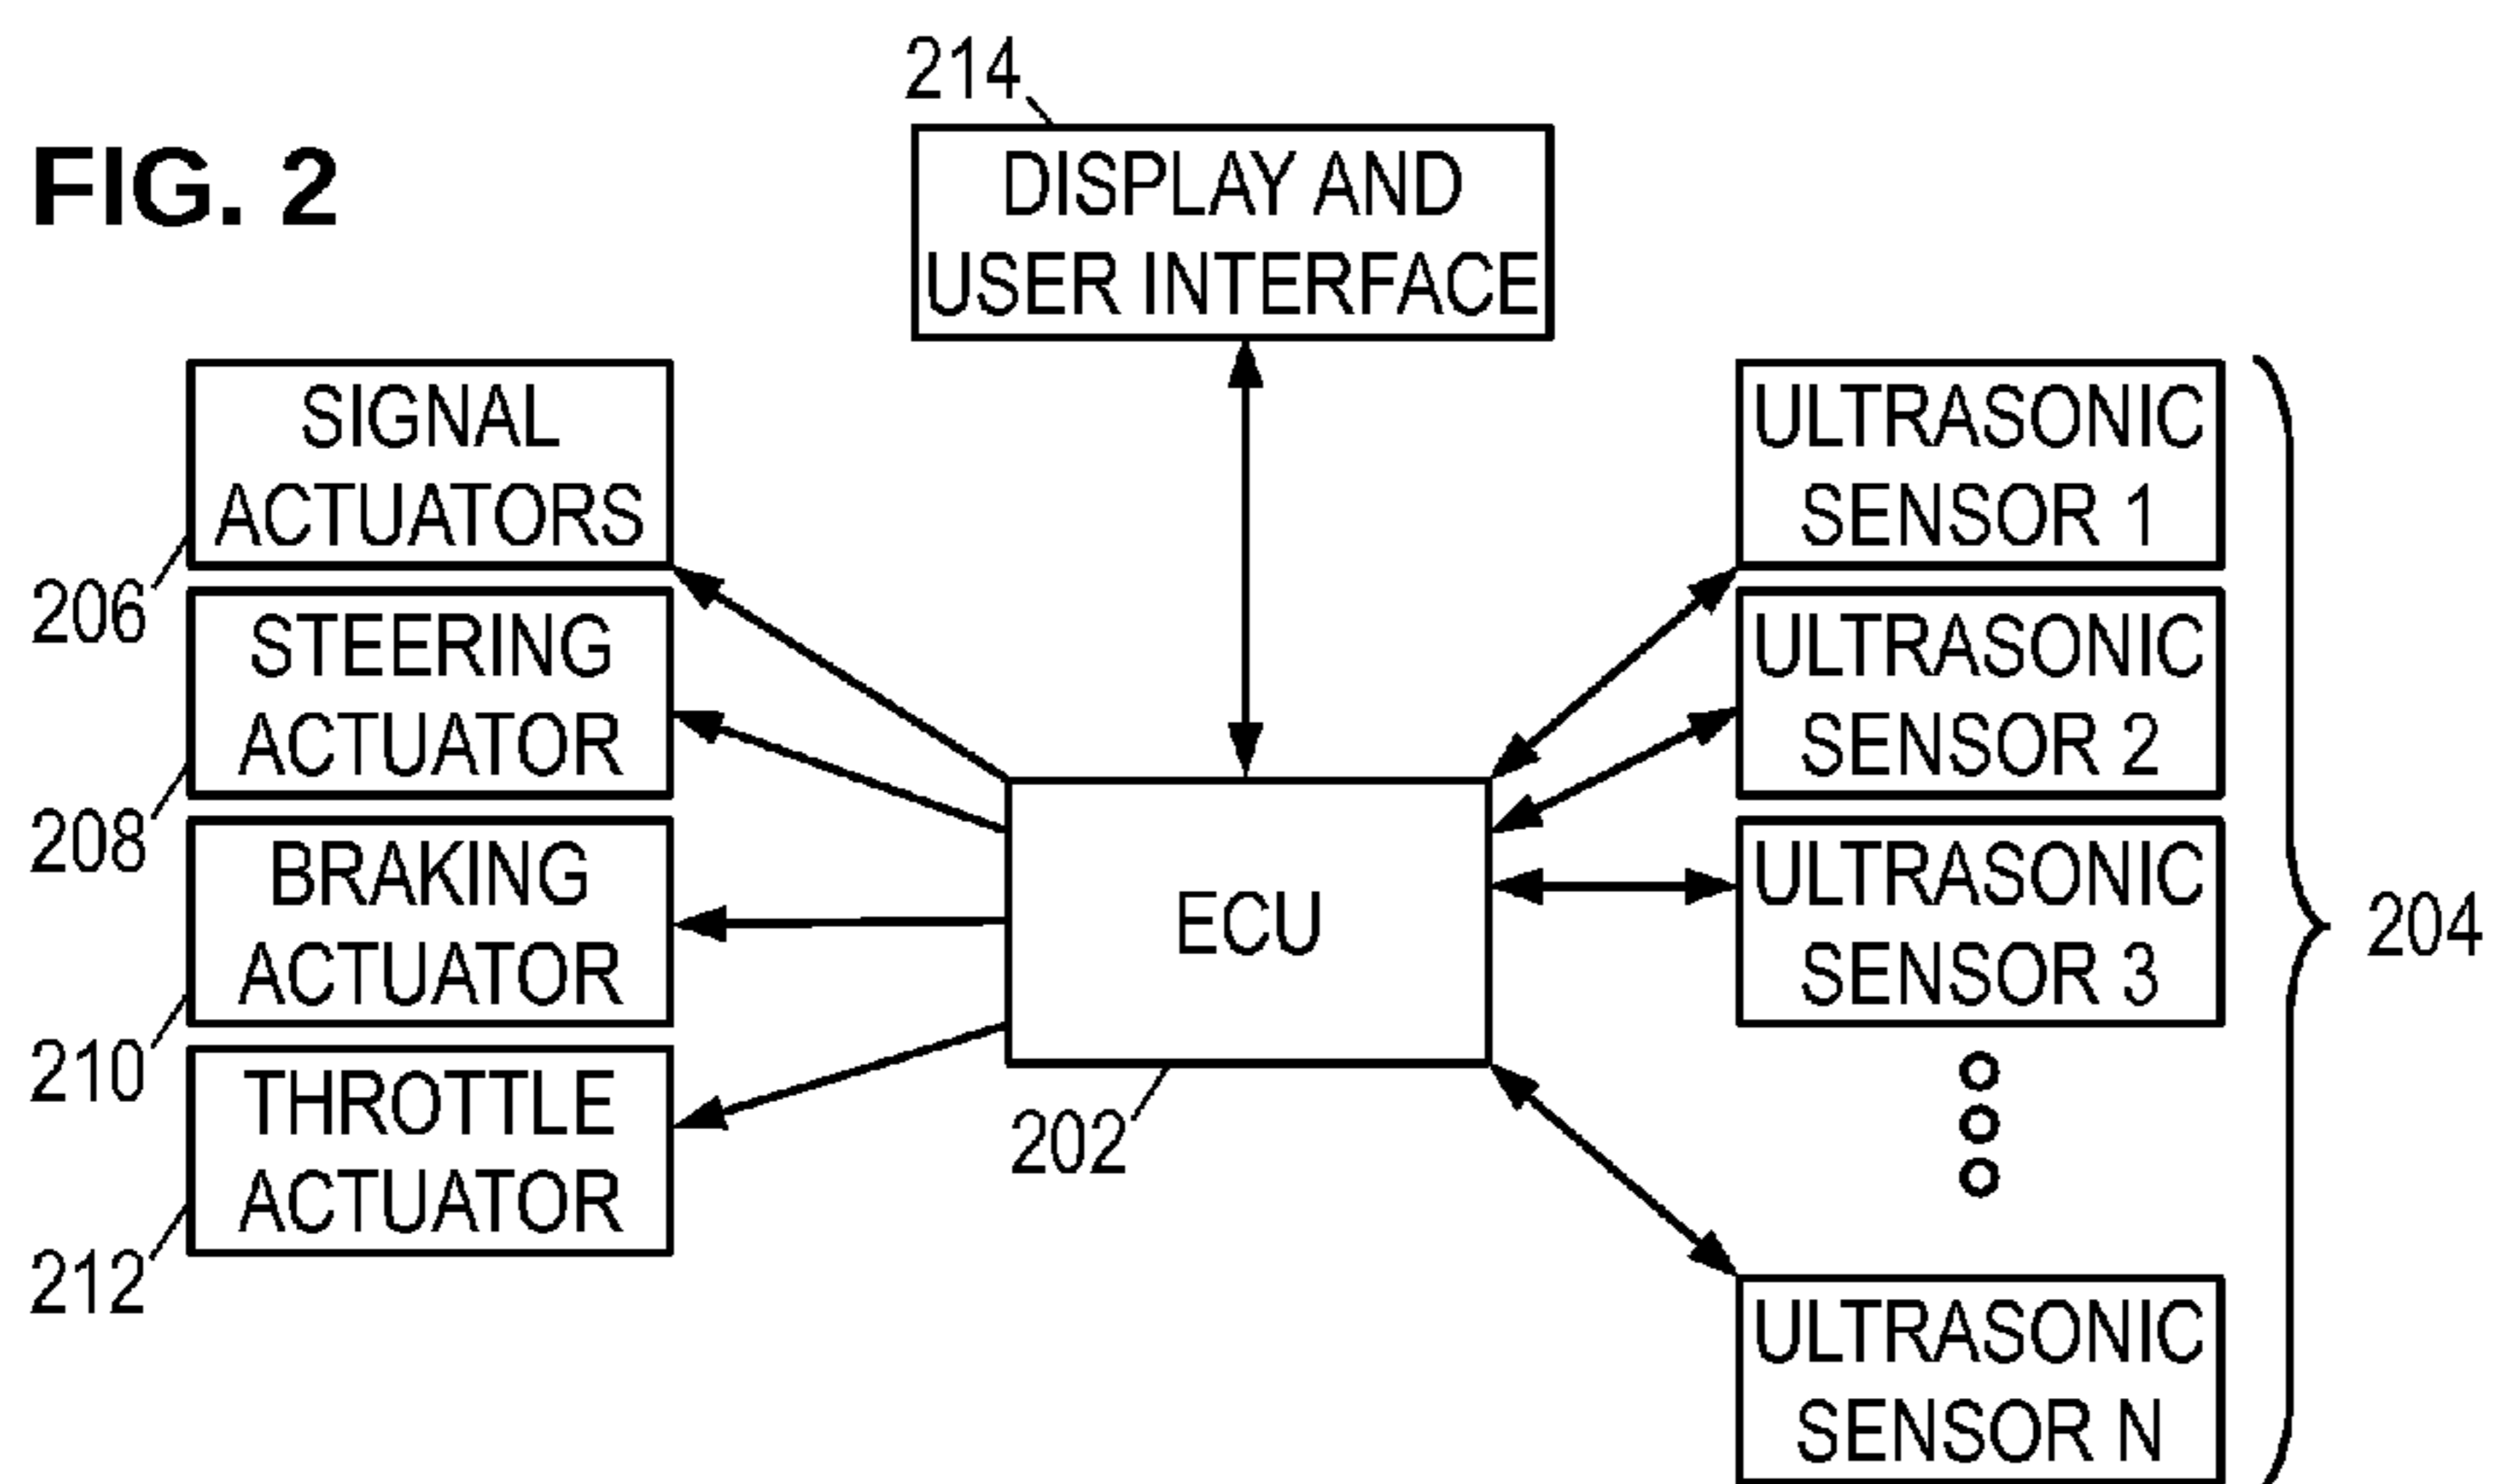 FIG. 2
214
DISPLAY AND
USER INTERFACE
SIGNAL
ACTUATORS
206
STEERING
ACTUATOR
208
BRAKING
ACTUATOR
210
THROTTLE
ACTUATOR
212
ECU
202
ULTRASONIC
SENSOR 1
ULTRASONIC
SENSOR 2
ULTRASONIC
SENSOR 3
ULTRASONIC
SENSOR N
204